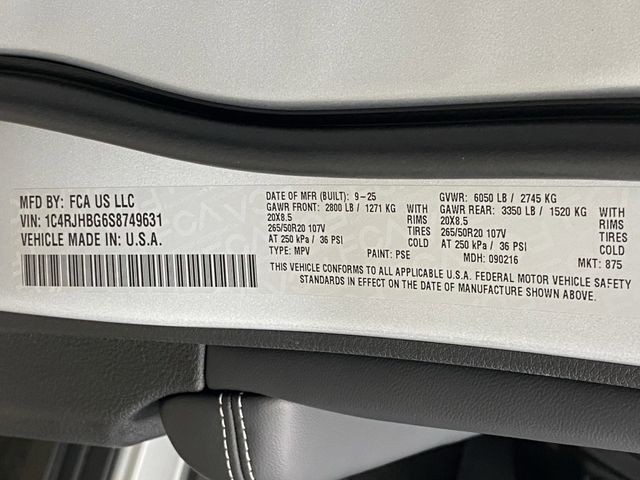 MFD BY: FCA US LLC
VIN: 1C4RJHBG6S8749631
VEHICLE MADE IN: U.S.A.
DATE OF MFR (BUILT): 9-25
GAWR FRONT: 2800 LB / 1271 KG WITH
20X8.5 RIMS
265/50R20 107V TIRES
AT 250 kPa / 36 PSI COLD
TYPE: MPV PAINT: PSE
GVWR: 6050 LB / 2745 KG
GAWR REAR: 3350 LB / 1520 KG WITH
20X8.5 RIMS
265/50R20 107V TIRES
AT 250 kPa / 36 PSI COLD
MDH: 090216 MKT: 875
THIS VEHICLE CONFORMS TO ALL APPLICABLE U.S.A. FEDERAL MOTOR VEHICLE SAFETY
STANDARDS IN EFFECT ON THE DATE OF MANUFACTURE SHOWN ABOVE.